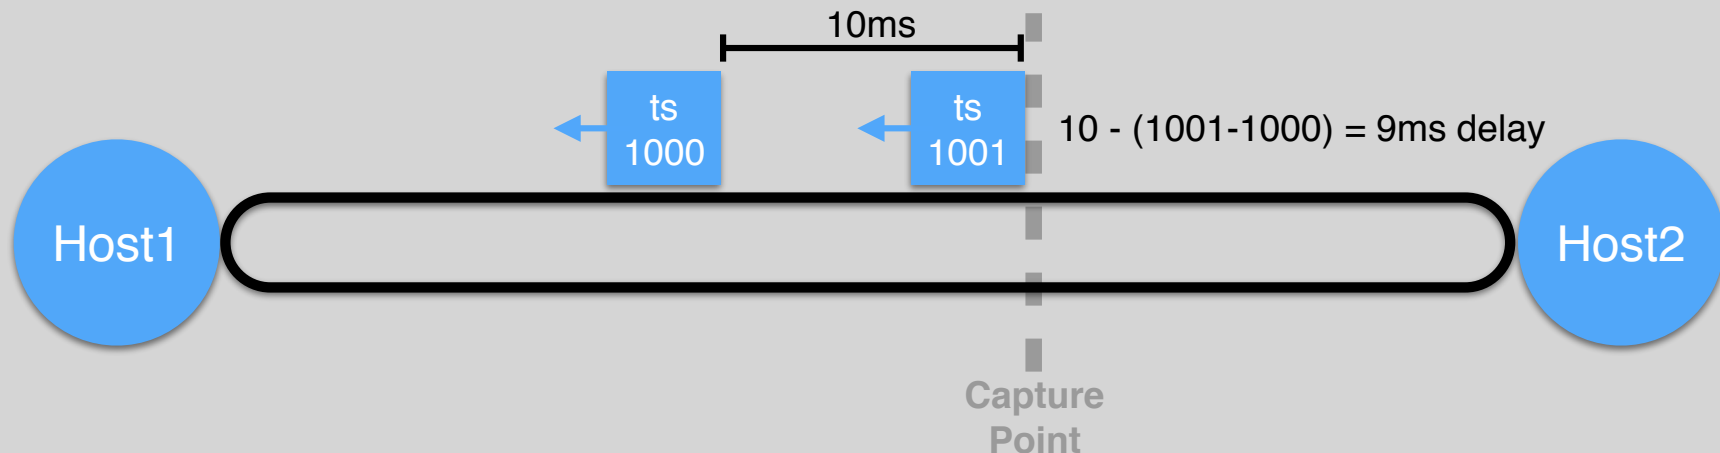 10ms
ts
1000
ts
1001
10 - (1001-1000) = 9ms delay
Host1
Host2
Capture
Point